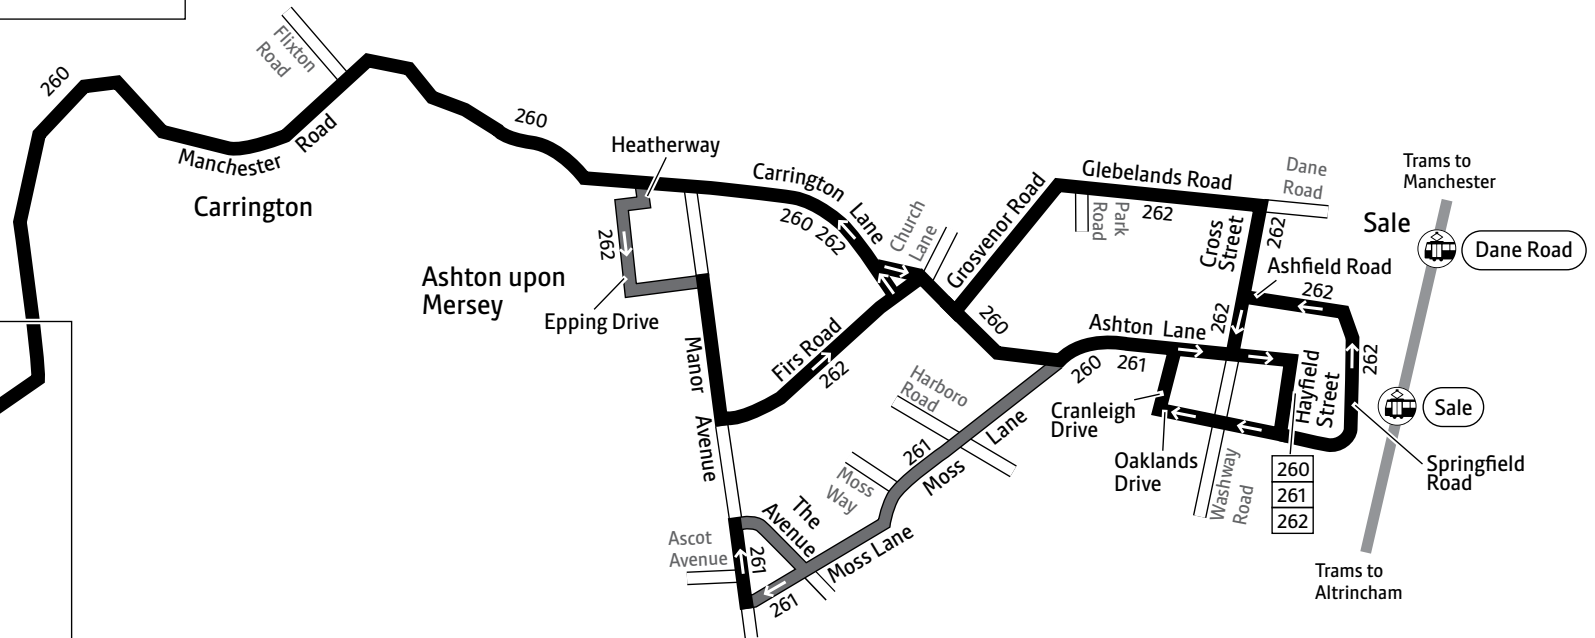 260
Flixton
Road
Manchester
Road
Carrington
260
Heatherway
Carrington
Lane
260
262
Church
Lane
Grosvenor Road
Glebelands Road
262
Park
Road
Dane
Road
Trams to
Manchester
Sale
Dane Road
Cross
Street
262
Ashfield Road
262
262
Ashton upon
Mersey
262
Epping Drive
Manor
Avenue
Firs Road
262
260
Ashton Lane
260
261
262
Hayfield
Street
Sale
Springfield
Road
Cranleigh
Drive
Oaklands
Drive
Washway
Road
260
261
262
Harboro
Road
261
Moss
Lane
Moss
Way
The
Avenue
Moss Lane
Ascot
Avenue
261
261
Trams to
Altrincham